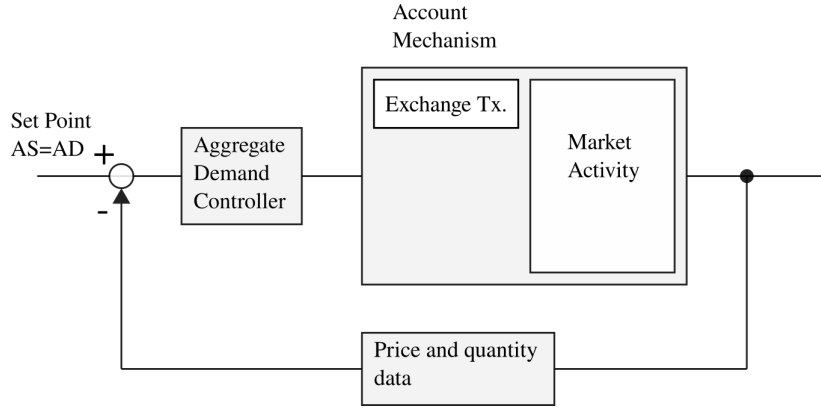 Account
Mechanism
Exchange Tx.
Set Point
AS=AD
+
-
Aggregate
Demand
Controller
Market
Activity
Price and quantity
data